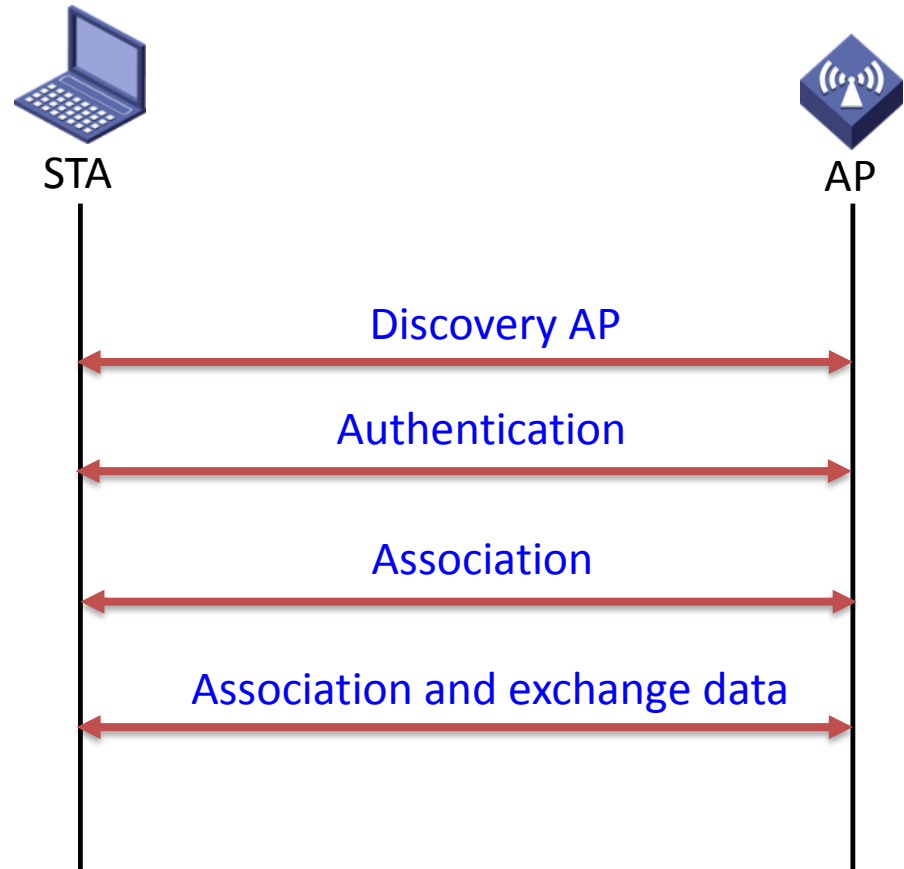 STA
AP
Discovery AP
Authentication
Association
Association and exchange data